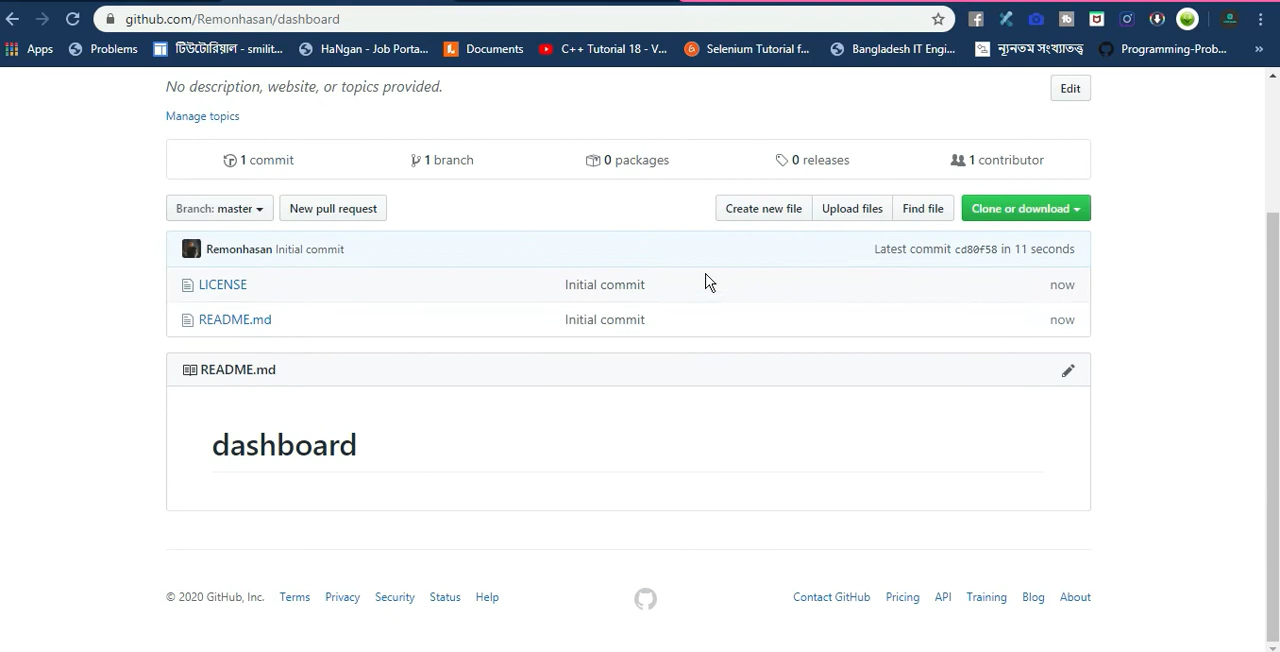 github.com/Remonhasan/dashboard
Apps Problems টিউটোরিয়াল - smilit... HaNgan - Job Porta... Documents C++ Tutorial 18 - V... Selenium Tutorial f... Bangladesh IT Engi... ন্যূনতম সংখ্যাতত্ত্ব Programming-Prob... »
No description, website, or topics provided.
Edit
Manage topics
1 commit 1 branch 0 packages 0 releases 1 contributor
Branch: master New pull request Create new file Upload files Find file Clone or download
Remonhasan Initial commit Latest commit cd80f58 in 11 seconds
LICENSE Initial commit now
README.md Initial commit now
README.md
dashboard
© 2020 GitHub, Inc. Terms Privacy Security Status Help Contact GitHub Pricing API Training Blog About